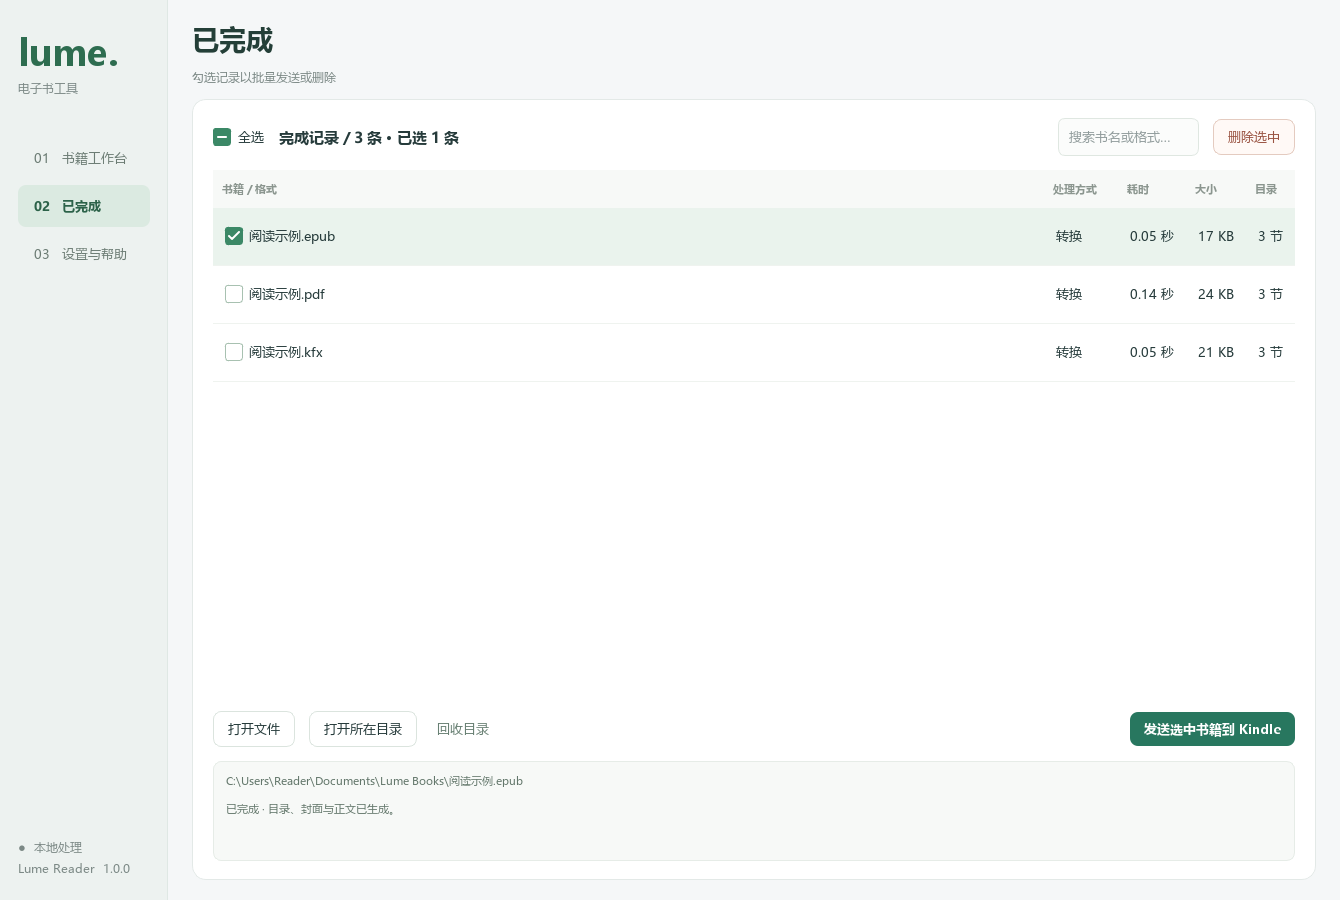 lume.
电子书工具
01 书籍工作台
02 已完成
03 设置与帮助
● 本地处理
Lume Reader 1.0.0
已完成
勾选记录以批量发送或删除
全选 完成记录 / 3 条 • 已选 1 条
搜索书名或格式...
删除选中
书籍 / 格式 处理方式 耗时 大小 目录
阅读示例.epub 转换 0.05 秒 17 KB 3 节
阅读示例.pdf 转换 0.14 秒 24 KB 3 节
阅读示例.kfx 转换 0.05 秒 21 KB 3 节
打开文件 打开所在目录 回收目录 发送选中书籍到 Kindle
C:\Users\Reader\Documents\Lume Books\阅读示例.epub
已完成 · 目录、封面与正文已生成。